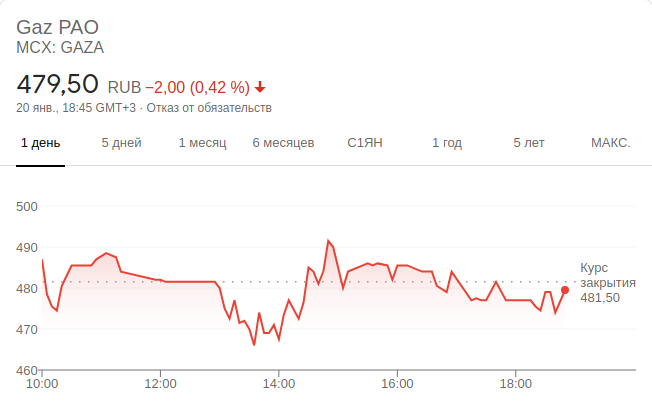 Gaz PAO
MCX: GAZA
479,50 RUB −2,00 (0,42 %)
20 янв., 18:45 GMT+3 · Отказ от обязательств
1 день 5 дней 1 месяц 6 месяцев С1ЯН 1 год 5 лет МАКС.
500
490
480
470
460
Курс
закрытия
481,50
10:00 12:00 14:00 16:00 18:00